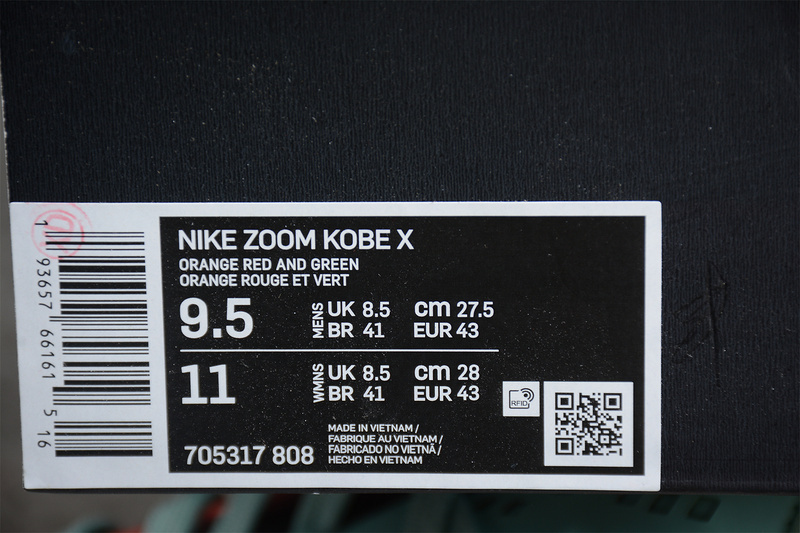 NIKE ZOOM KOBE X
ORANGE RED AND GREEN
ORANGE ROUGE ET VERT
9.5 MENS UK 8.5 cm 27.5
BR 41 EUR 43
11 WMNS UK 8.5 cm 28
BR 41 EUR 43
RFID
705317 808
MADE IN VIETNAM /
FABRIQUE AU VIETNAM /
FABRICADO NO VIETNÃ /
HECHO EN VIETNAM
1 93657 66161 5 16